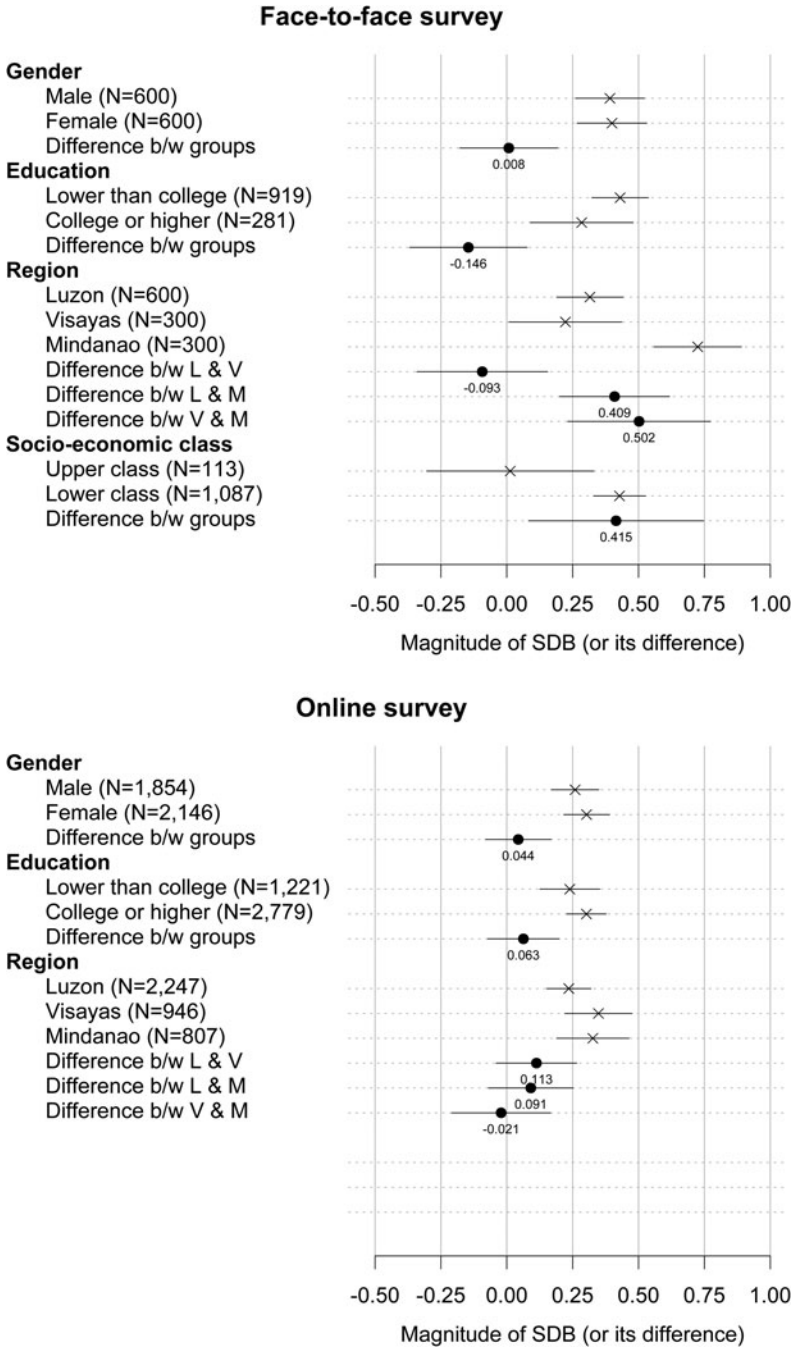 Face-to-face survey
Gender
Male (N=600)
Female (N=600)
Difference b/w groups
0.008
Education
Lower than college (N=919)
College or higher (N=281)
Difference b/w groups
-0.146
Region
Luzon (N=600)
Visayas (N=300)
Mindanao (N=300)
Difference b/w L & V
-0.093
Difference b/w L & M
0.409
Difference b/w V & M
0.502
Socio-economic class
Upper class (N=113)
Lower class (N=1,087)
Difference b/w groups
0.415
-0.50 -0.25 0.00 0.25 0.50 0.75 1.00
Magnitude of SDB (or its difference)
Online survey
Gender
Male (N=1,854)
Female (N=2,146)
Difference b/w groups
0.044
Education
Lower than college (N=1,221)
College or higher (N=2,779)
Difference b/w groups
0.063
Region
Luzon (N=2,247)
Visayas (N=946)
Mindanao (N=807)
Difference b/w L & V
0.113
Difference b/w L & M
0.091
Difference b/w V & M
-0.021
-0.50 -0.25 0.00 0.25 0.50 0.75 1.00
Magnitude of SDB (or its difference)